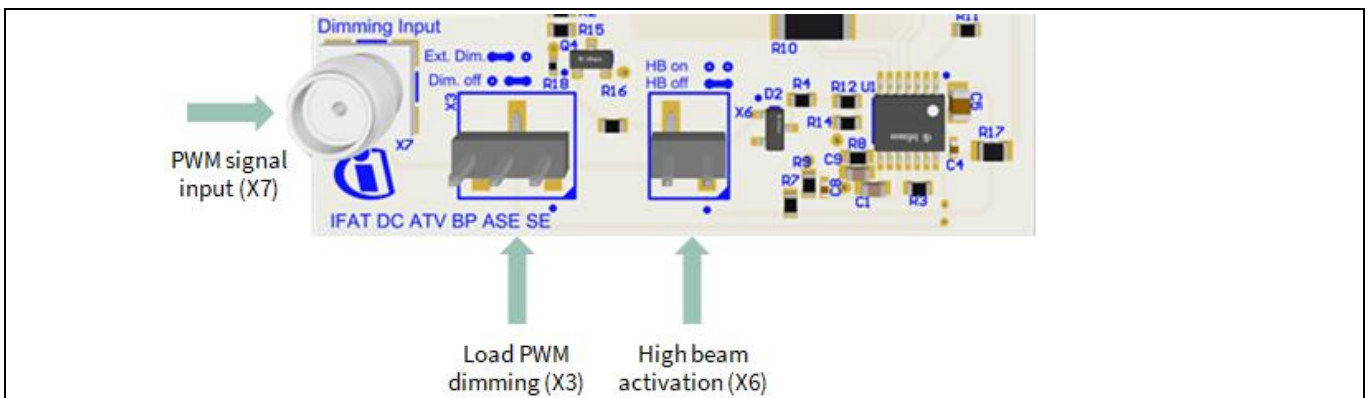 Dimming Input
R15
R10
R11
Ext. Dim.
Q4
HB on
Dim. off
R18
HB off
X3
R16
X6
D2
R4
R12
U1
C5
R14
R17
X7
R8
R9
C9
C4
R7
C8
C1
R3
PWM signal
input (X7)
IFAT DC ATV BP ASE SE
Load PWM
dimming (X3)
High beam
activation (X6)